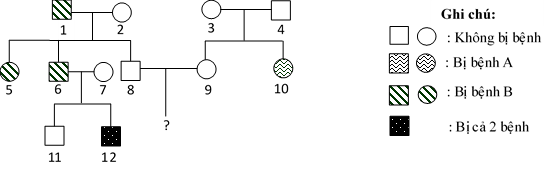 Ghi chú:
1 2 3 4
: Không bị bệnh
: Bị bệnh A
5 6 7 8 9 10
: Bị bệnh B
?
: Bị cả 2 bệnh
11 12